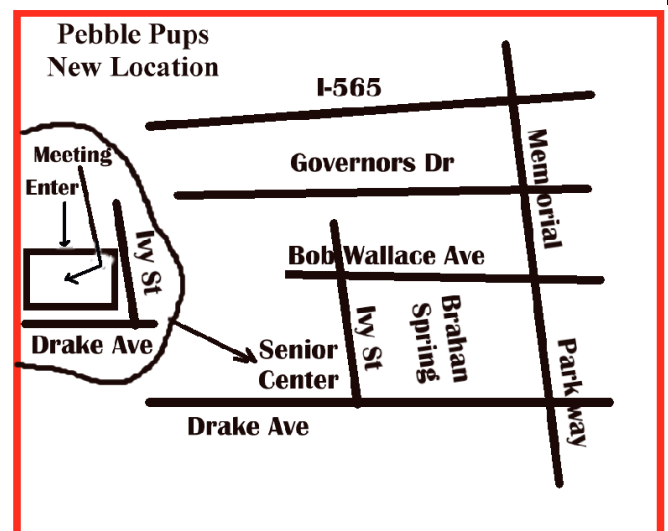 Pebble Pups
New Location
I-565
Governors Dr
Memorial
Parkway
Meeting
Enter
Ivy St
Drake Ave
Bob Wallace Ave
Ivy St
Brahan
Spring
Senior
Center
Drake Ave